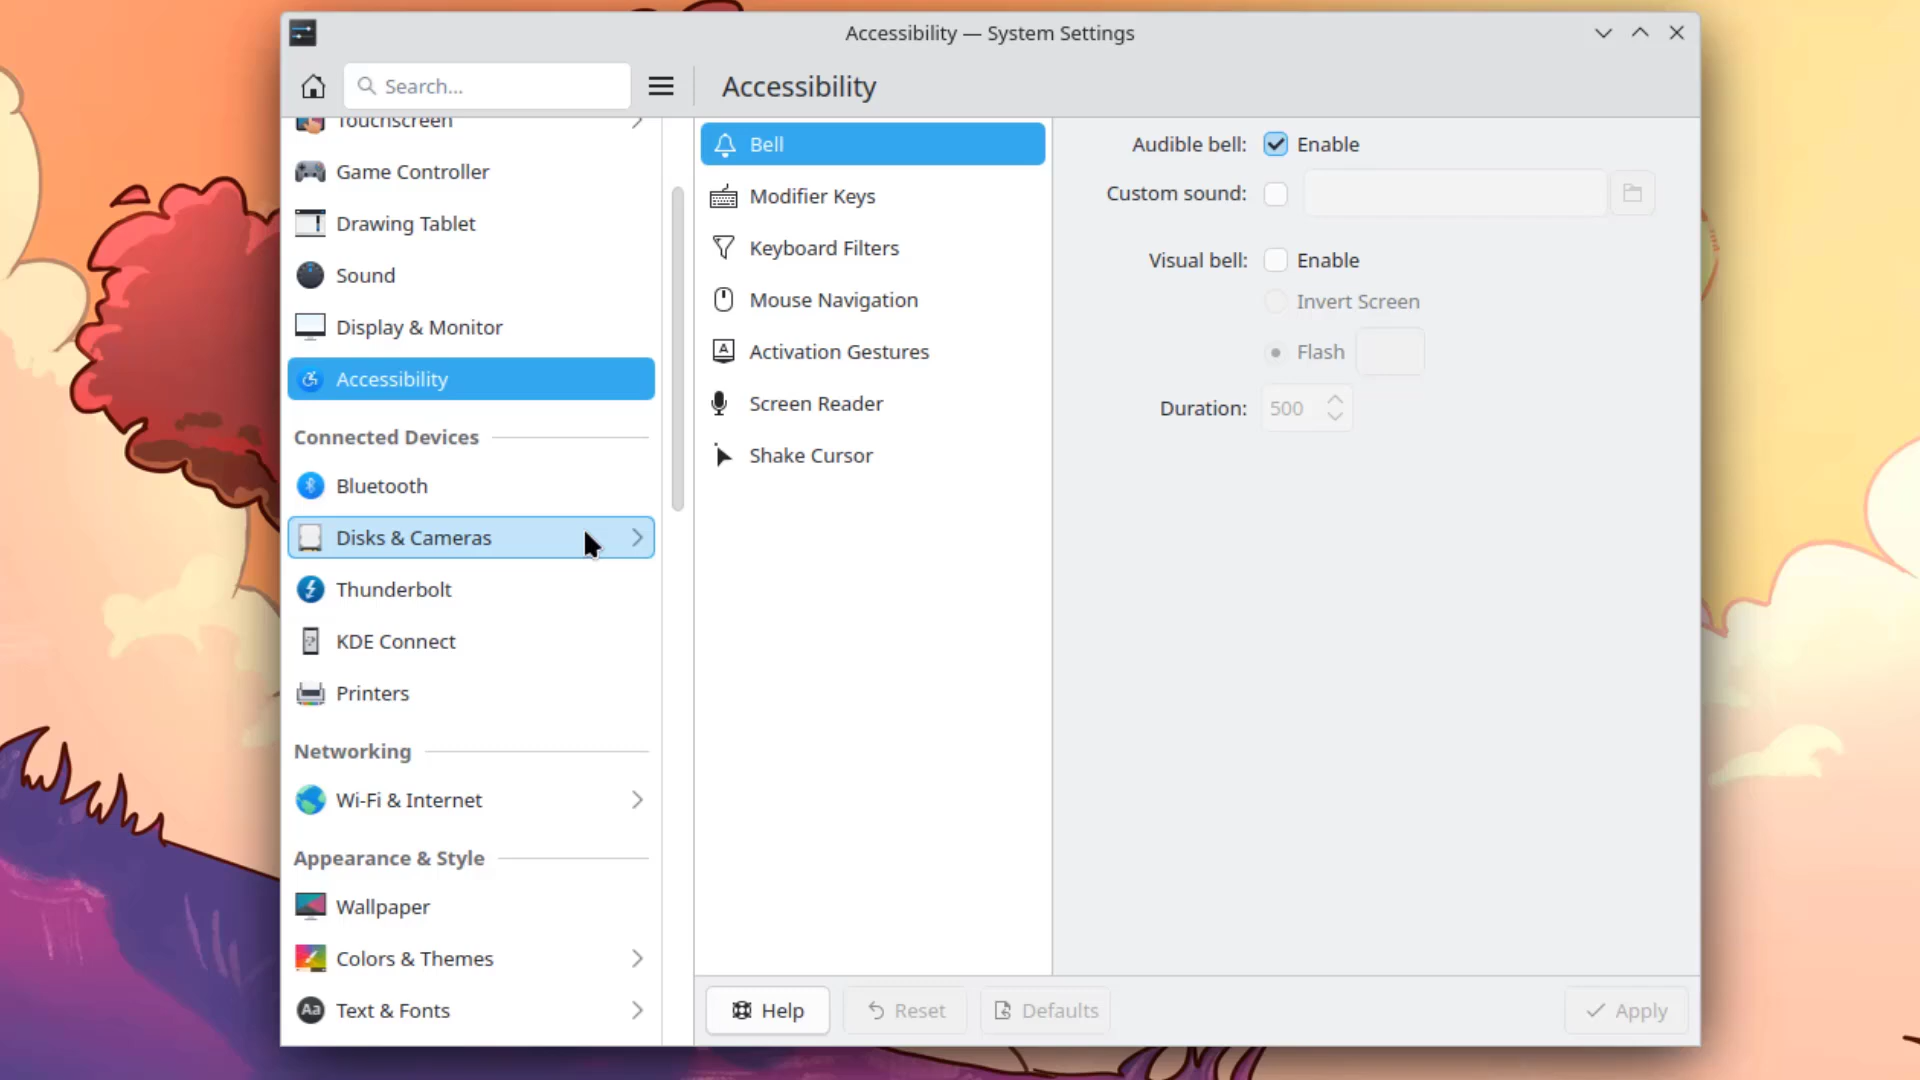 Accessibility — System Settings
Search...
Accessibility
Touchscreen
Game Controller
Drawing Tablet
Sound
Display & Monitor
Accessibility
Connected Devices
Bluetooth
Disks & Cameras
Thunderbolt
KDE Connect
Printers
Networking
Wi-Fi & Internet
Appearance & Style
Wallpaper
Colors & Themes
Aa Text & Fonts
Bell
Modifier Keys
Keyboard Filters
Mouse Navigation
A Activation Gestures
Screen Reader
Shake Cursor
Audible bell: Enable
Custom sound:
Visual bell: Enable
Invert Screen
Flash
Duration: 500
Help Reset Defaults Apply